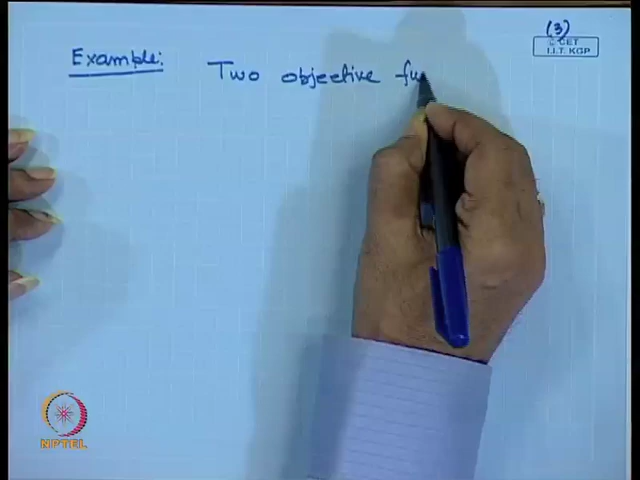 (3)
© CET
I.I.T. KGP
Example: Two objective fu
NPTEL